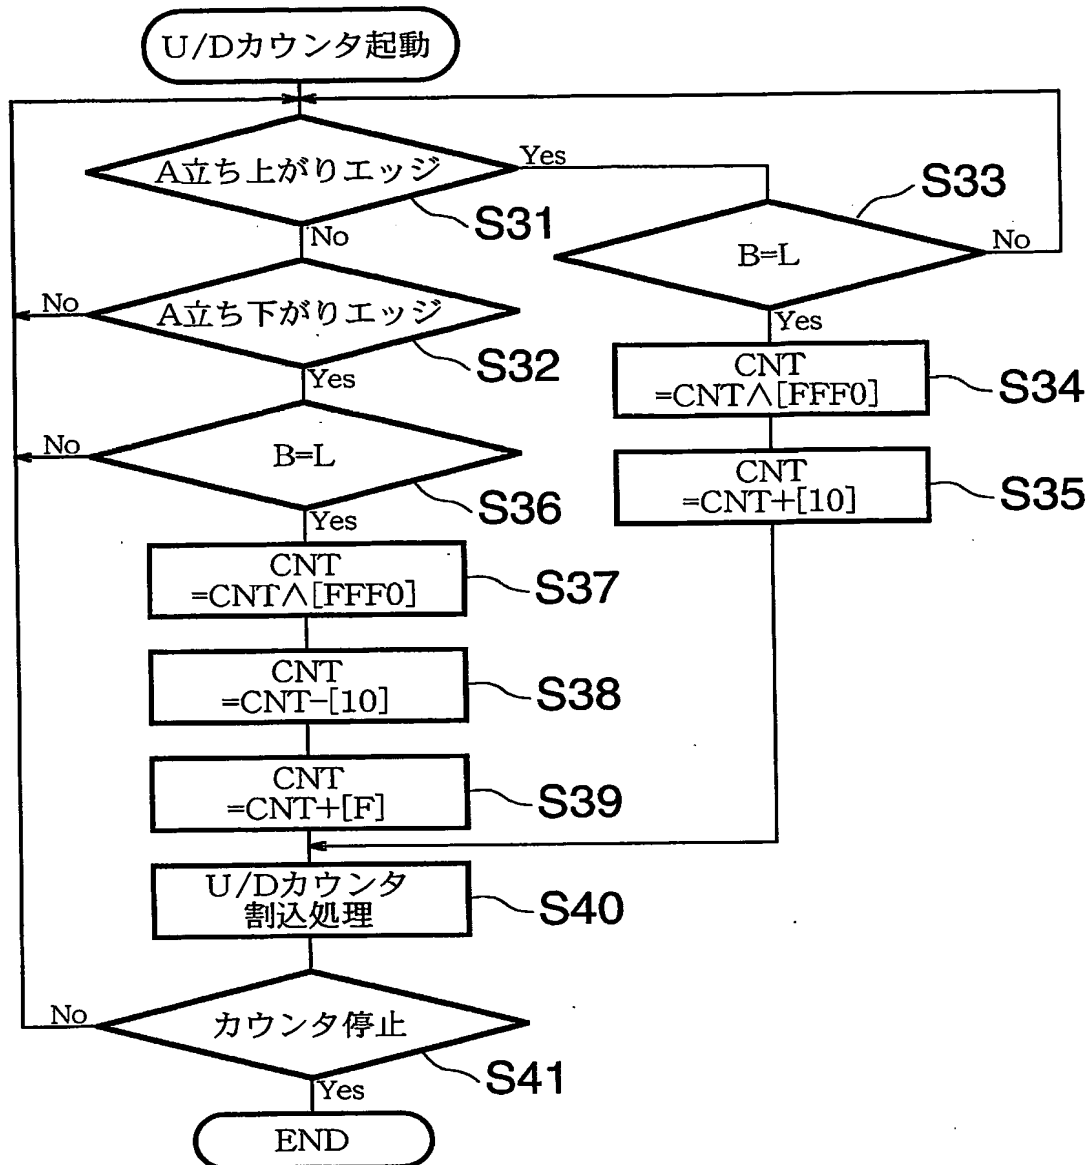 U/Dカウンタ起動
A立ち上がりエッジ
Yes
S31
No
S33
B=L
No
Yes
A立ち下がりエッジ
No
S32
Yes
CNT
=CNT∧[FFF0]
S34
CNT
=CNT+[10]
S35
B=L
No
S36
Yes
CNT
=CNT∧[FFF0]
S37
CNT
=CNT-[10]
S38
CNT
=CNT+[F]
S39
U/Dカウンタ
割込処理
S40
カウンタ停止
No
S41
Yes
END